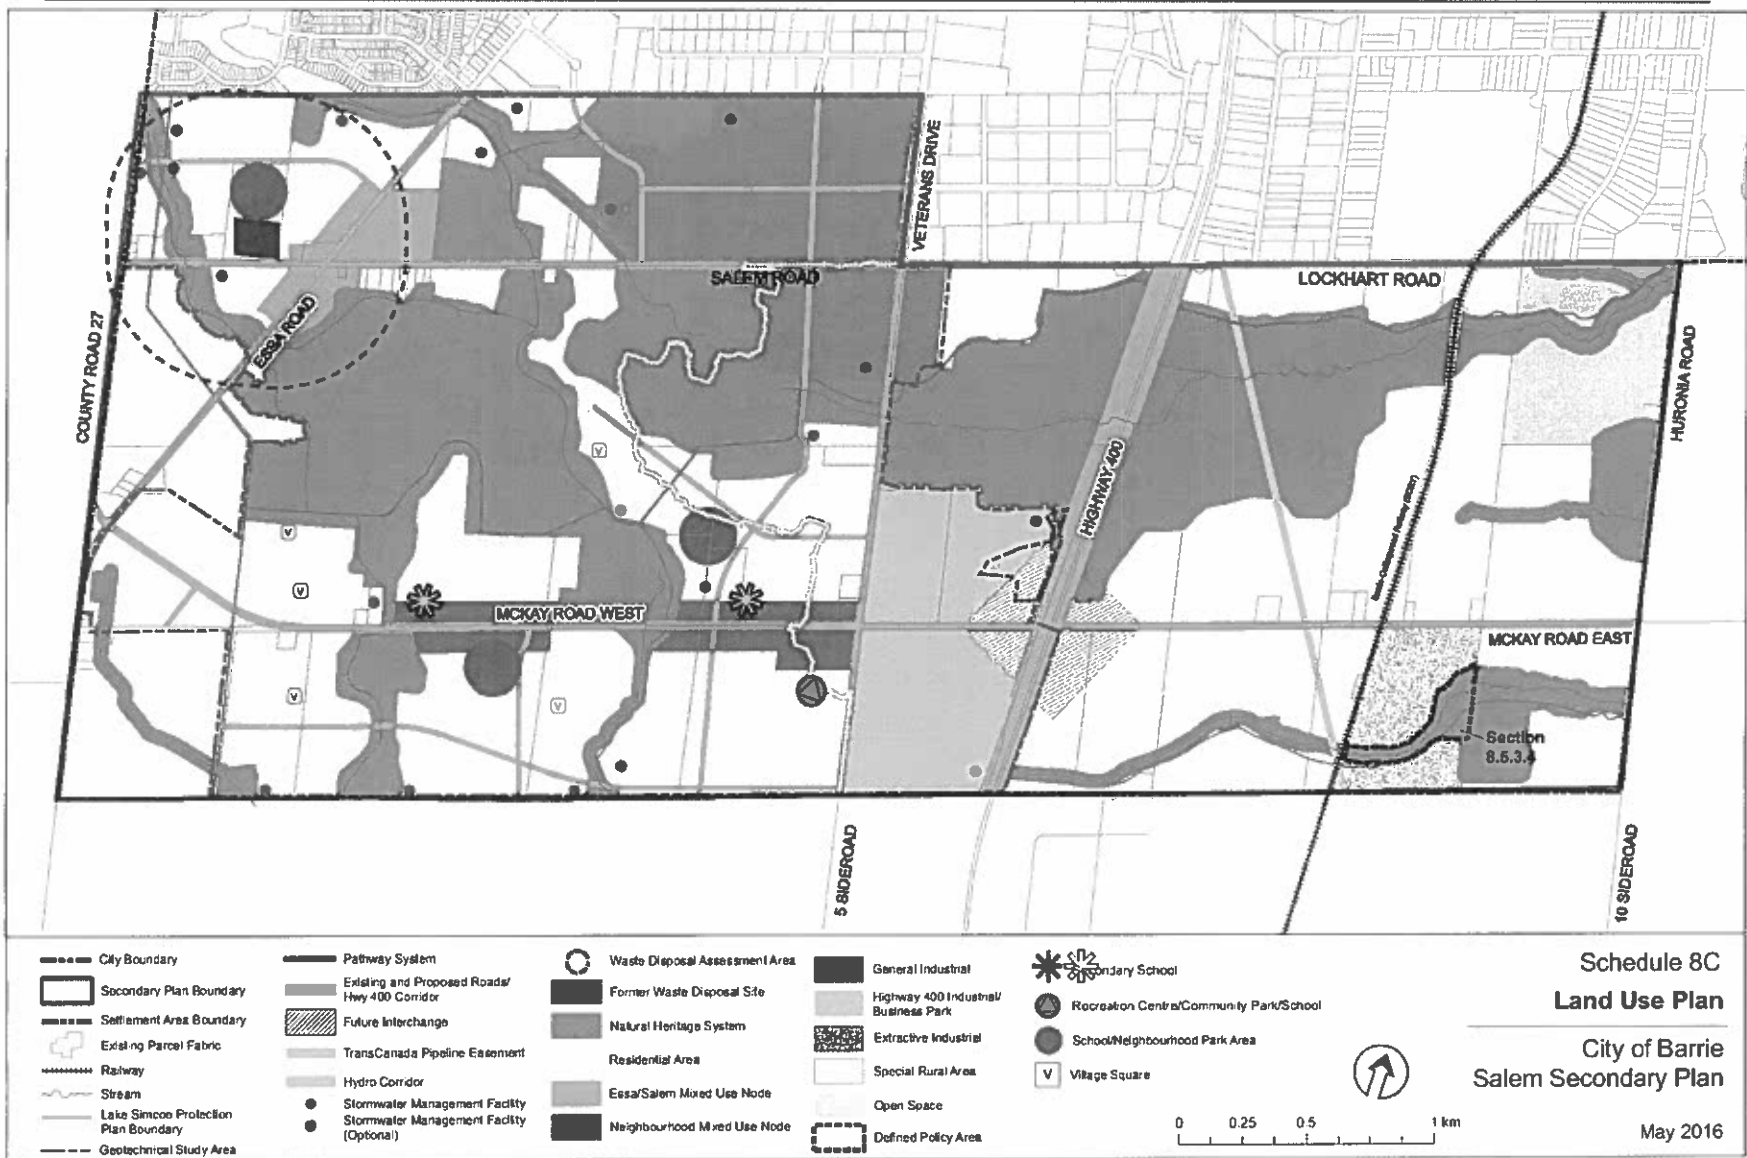 VETERANS DRIVE
SALEM ROAD
LOCKHART ROAD
COUNTY ROAD 27
ESSA ROAD
HURONIA ROAD
V
HIGHWAY 400
V
V
MCKAY ROAD WEST
MCKAY ROAD EAST
V
V
Section
8.5.3.4
5 SIDEROAD
10 SIDEROAD
City Boundary
Secondary Plan Boundary
Settlement Area Boundary
Existing Parcel Fabric
Railway
Stream
Lake Simcoe Protection
Plan Boundary
Geotechnical Study Area
Pathway System
Existing and Proposed Roads/
Hwy 400 Corridor
Future Interchange
TransCanada Pipeline Easement
Hydro Corridor
Stormwater Management Facility
Stormwater Management Facility
(Optional)
Waste Disposal Assessment Area
Former Waste Disposal Site
Natural Heritage System
Residential Area
Essa/Salem Mixed Use Node
Neighbourhood Mixed Use Node
General Industrial
Highway 400 Industrial/
Business Park
Extractive Industrial
Special Rural Area
Open Space
Defined Policy Area
ondary School
Recreation Centre/Community Park/School
School/Neighbourhood Park Area
V Village Square
Schedule 8C
Land Use Plan
City of Barrie
Salem Secondary Plan
0 0.25 0.5 1 km
May 2016